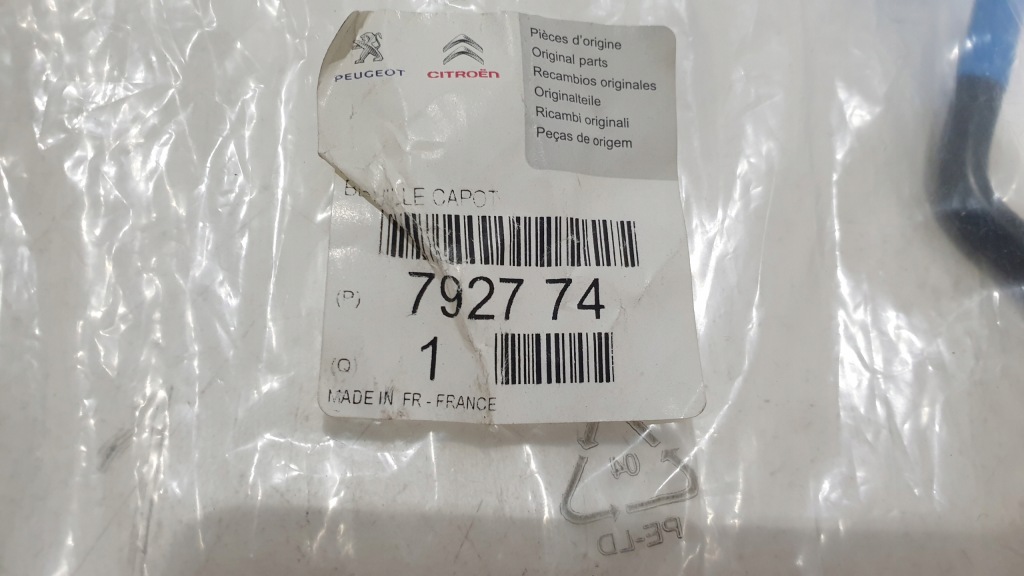 PEUGEOT
CITROËN
Pièces d'origine
Original parts
Recambios originales
Originalteile
Ricambi originali
Peças de origem
CAPOT
(P) 7927 74
(Q) 1
MADE IN FR - FRANCE
04
PE-LD